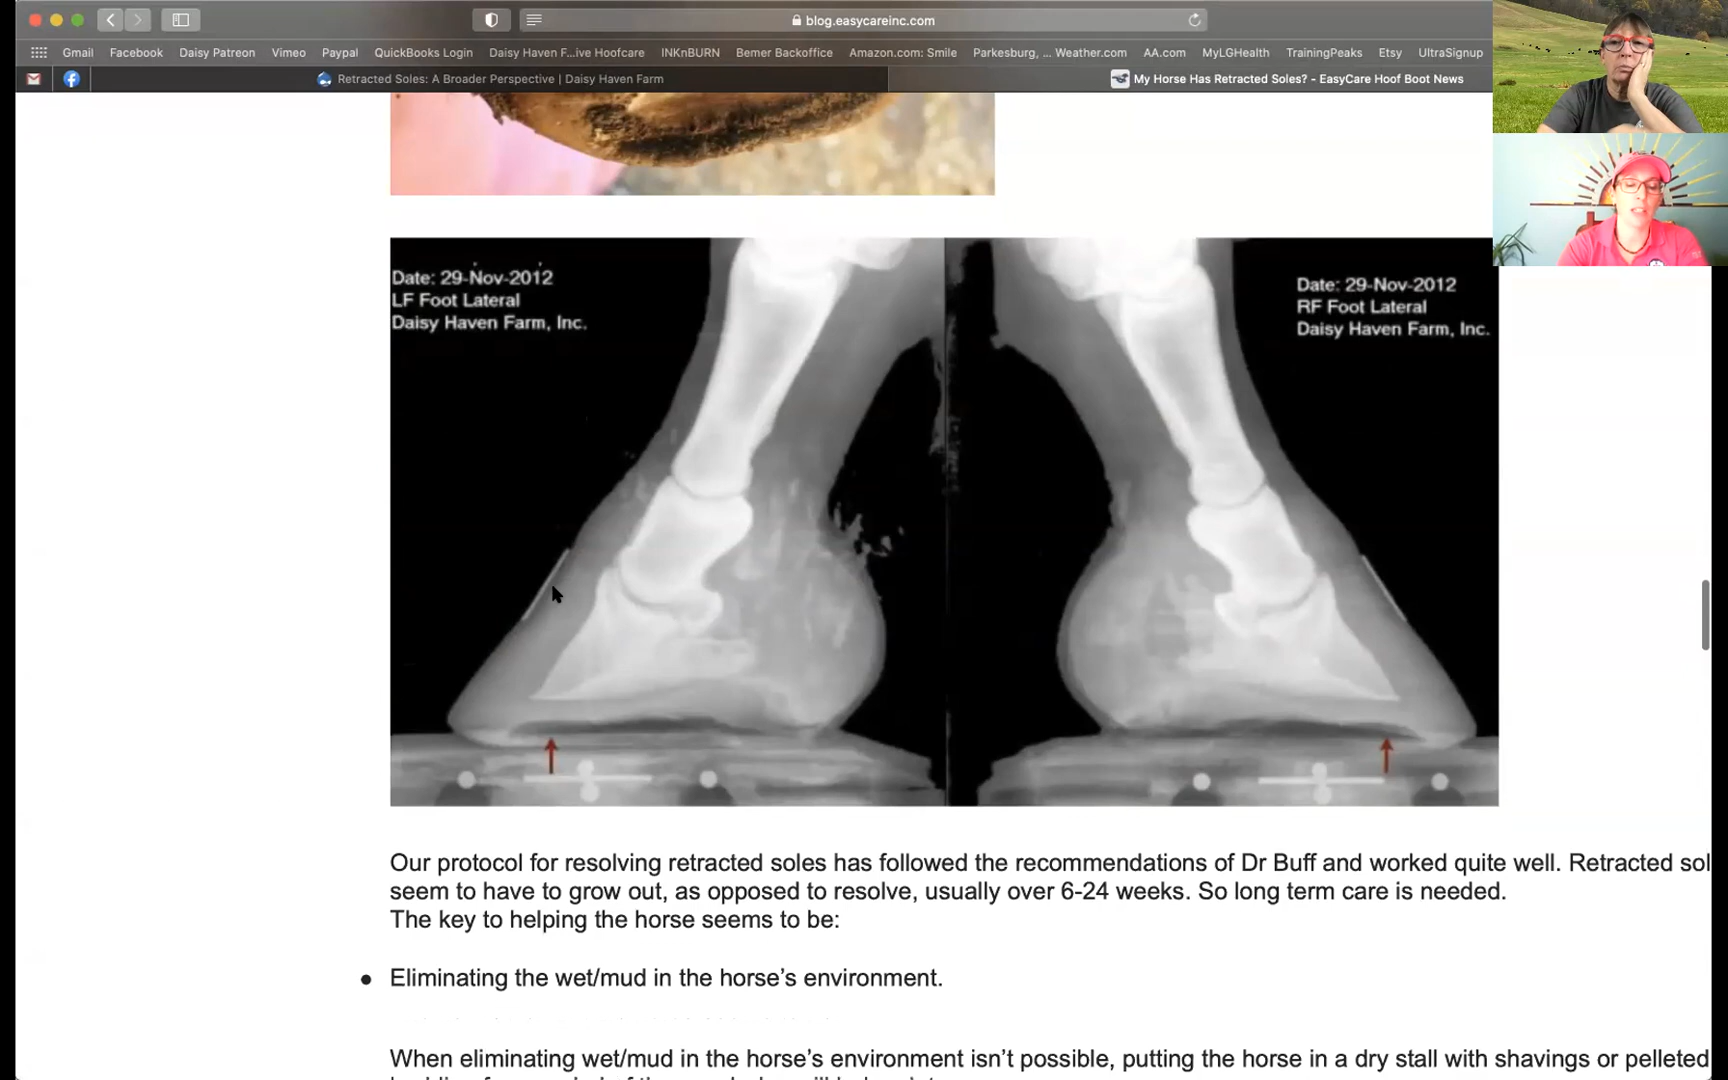 blog.easycareinc.com
Gmail Facebook Daisy Patreon Vimeo Paypal QuickBooks Login Daisy Haven F...ive Hoofcare INKnBURN Bemer Backoffice Amazon.com: Smile Parkesburg, ... Weather.com AA.com MyLGHealth TrainingPeaks Etsy UltraSignup
Retracted Soles: A Broader Perspective | Daisy Haven Farm My Horse Has Retracted Soles? - EasyCare Hoof Boot News
Date: 29-Nov-2012
LF Foot Lateral
Daisy Haven Farm, Inc.
Date: 29-Nov-2012
RF Foot Lateral
Daisy Haven Farm, Inc.
Our protocol for resolving retracted soles has followed the recommendations of Dr Buff and worked quite well. Retracted sol
seem to have to grow out, as opposed to resolve, usually over 6-24 weeks. So long term care is needed.
The key to helping the horse seems to be:
● Eliminating the wet/mud in the horse's environment.
When eliminating wet/mud in the horse's environment isn't possible, putting the horse in a dry stall with shavings or pelleted